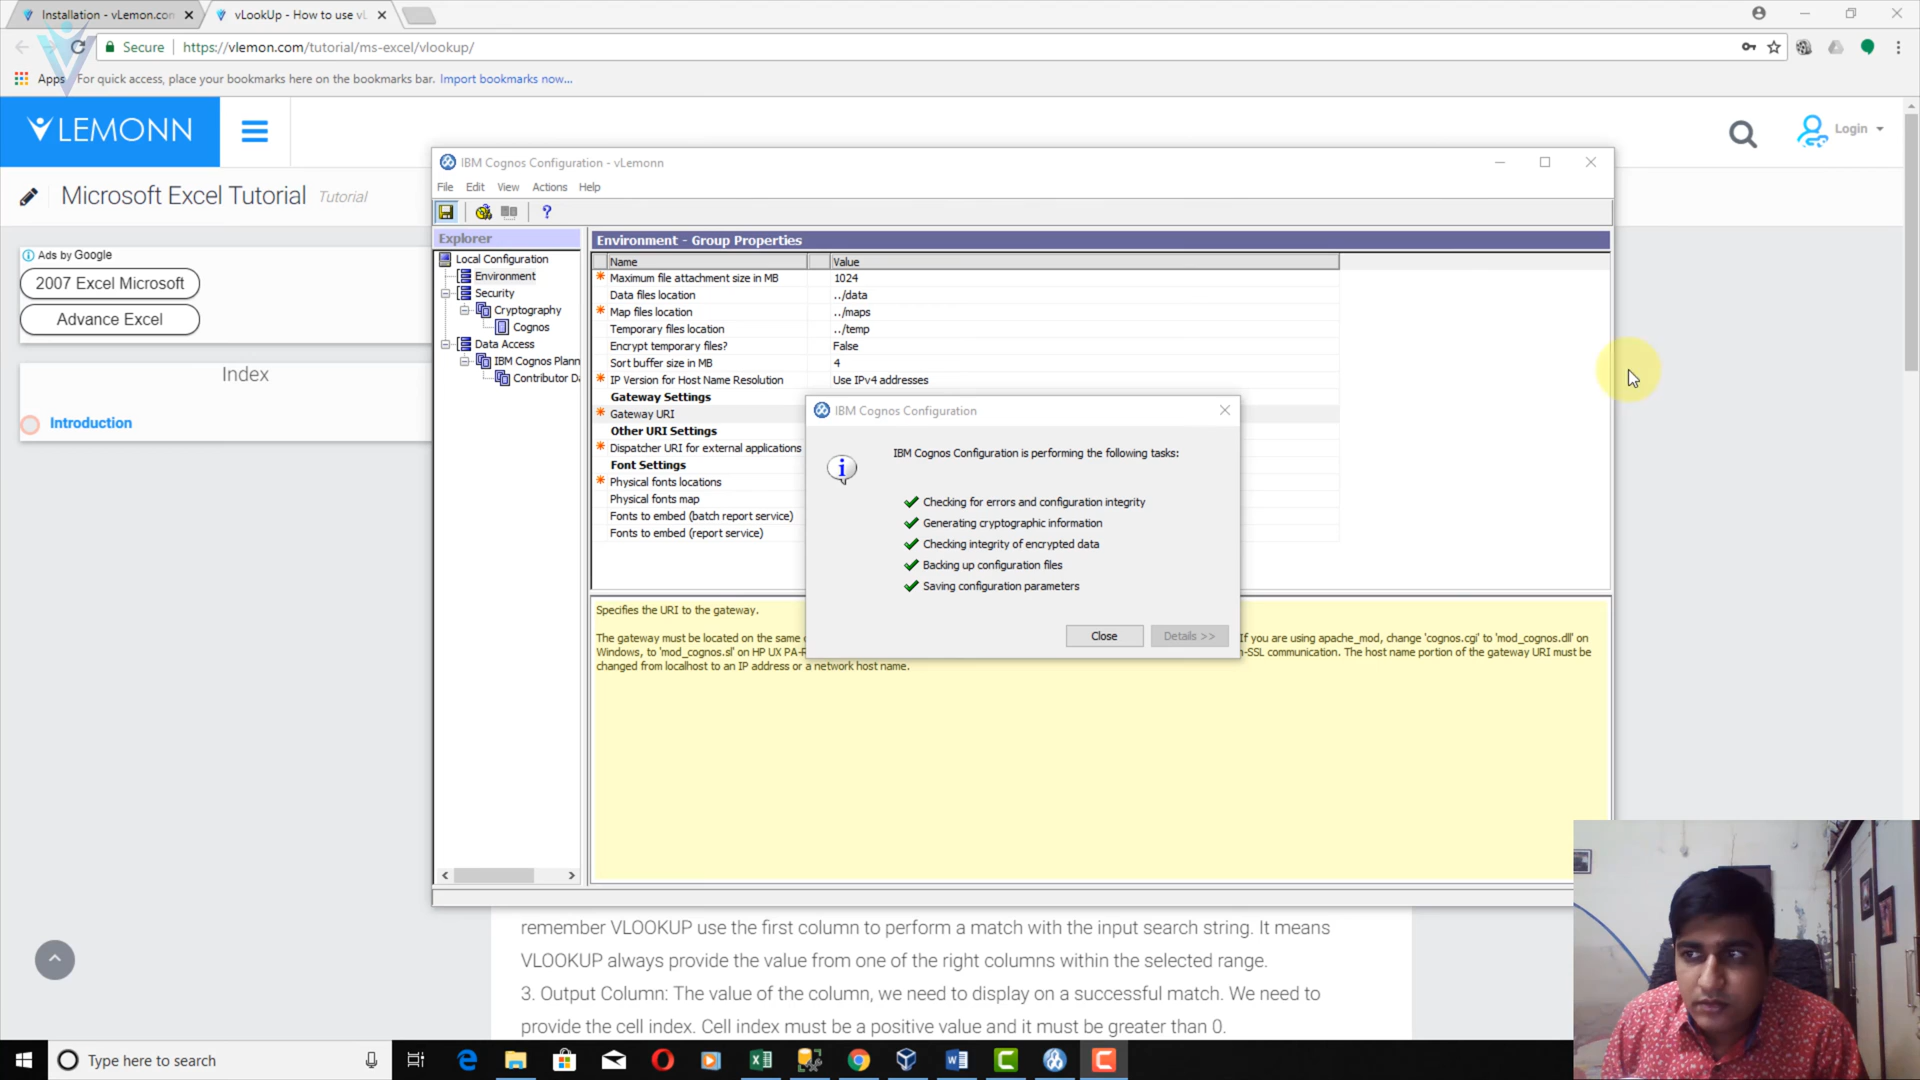 Installation - vLemon.com
vLookUp - How to use vL
Secure
https://vlemon.com/tutorial/ms-excel/vlookup/
Apps
For quick access, place your bookmarks here on the bookmarks bar. Import bookmarks now...
VLEMONN
Login
Microsoft Excel Tutorial
Tutorial
Ads by Google
2007 Excel Microsoft
Advance Excel
Index
Introduction
IBM Cognos Configuration - vLemonn
File
Edit
View
Actions
Help
Explorer
Local Configuration
Environment
Security
Cryptography
Cognos
Data Access
IBM Cognos Plann
Contributor Da
Environment - Group Properties
Name
Value
Maximum file attachment size in MB
1024
Data files location
../data
Map files location
../maps
Temporary files location
../temp
Encrypt temporary files?
False
Sort buffer size in MB
4
IP Version for Host Name Resolution
Use IPv4 addresses
Gateway Settings
Gateway URI
Other URI Settings
Dispatcher URI for external applications
Font Settings
Physical fonts locations
Physical fonts map
Fonts to embed (batch report service)
Fonts to embed (report service)
IBM Cognos Configuration
IBM Cognos Configuration is performing the following tasks:
Checking for errors and configuration integrity
Generating cryptographic information
Checking integrity of encrypted data
Backing up configuration files
Saving configuration parameters
Close
Details >>
Specifies the URI to the gateway.
The gateway must be located on the same
If you are using apache_mod, change 'cognos.cgi' to 'mod_cognos.dll' on
Windows, to 'mod_cognos.sl' on HP UX PA-R
-SSL communication. The host name portion of the gateway URI must be
changed from localhost to an IP address or a network host name.
remember VLOOKUP use the first column to perform a match with the input search string. It means
VLOOKUP always provide the value from one of the right columns within the selected range.
3. Output Column: The value of the column, we need to display on a successful match. We need to
provide the cell index. Cell index must be a positive value and it must be greater than 0.
Type here to search